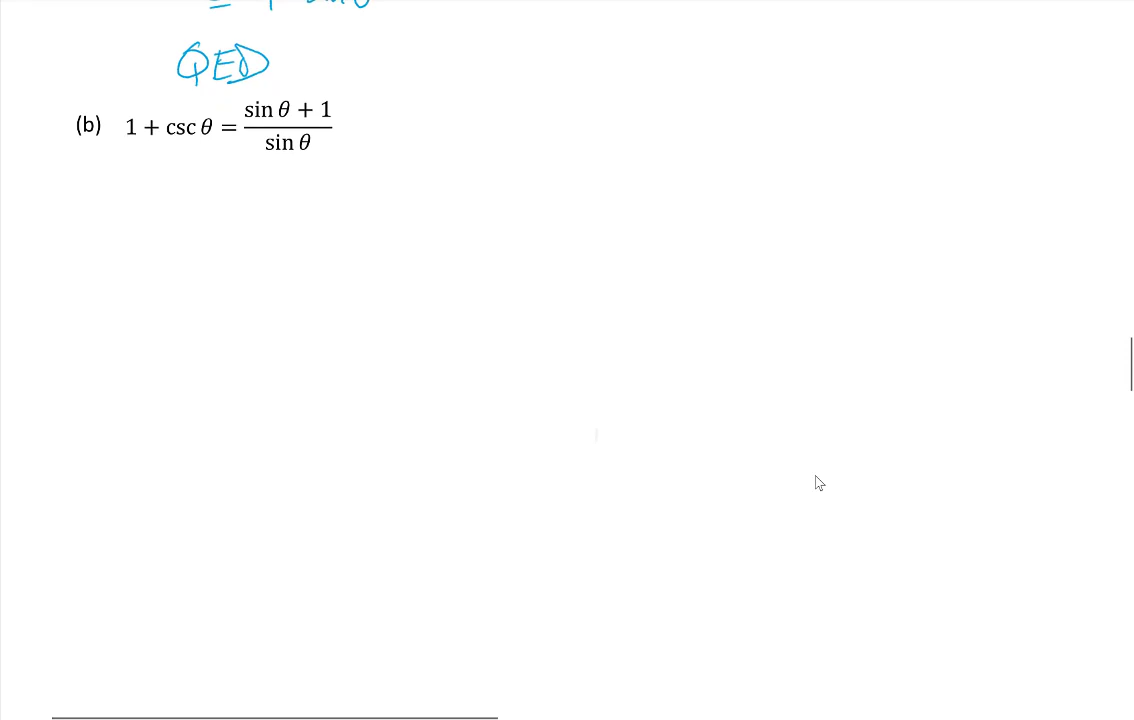 QED
(b) 1 + csc θ = (sin θ + 1) / (sin θ)